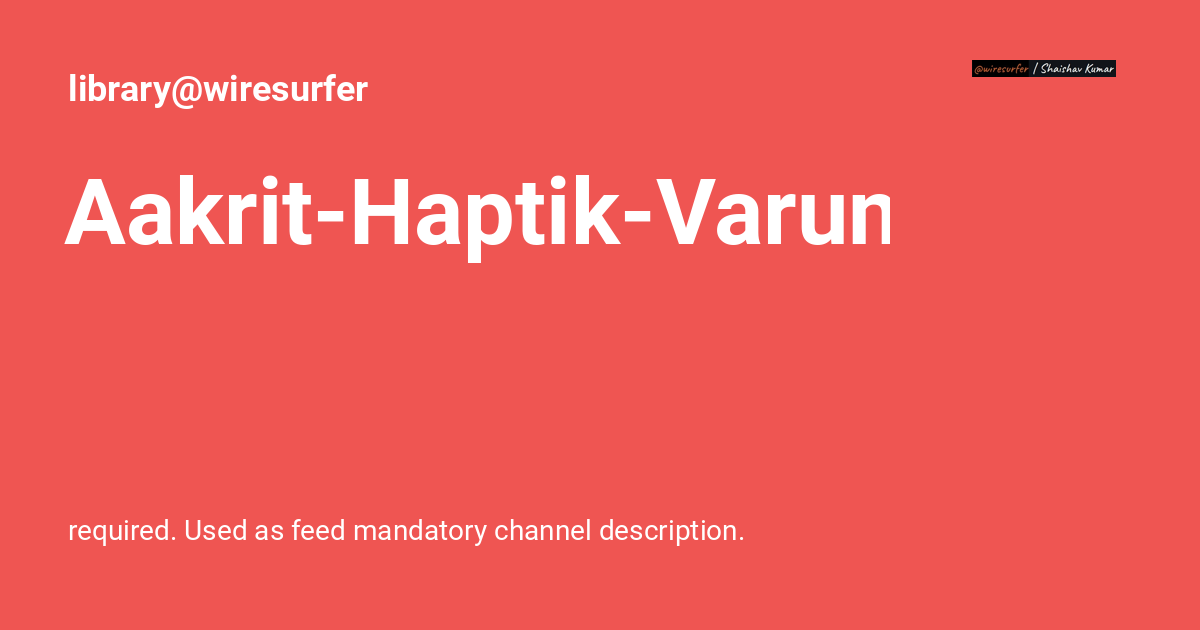 library@wiresurfer
@wiresurfer | Shaishav Kumar
Aakrit-Haptik-Varun
required. Used as feed mandatory channel description.